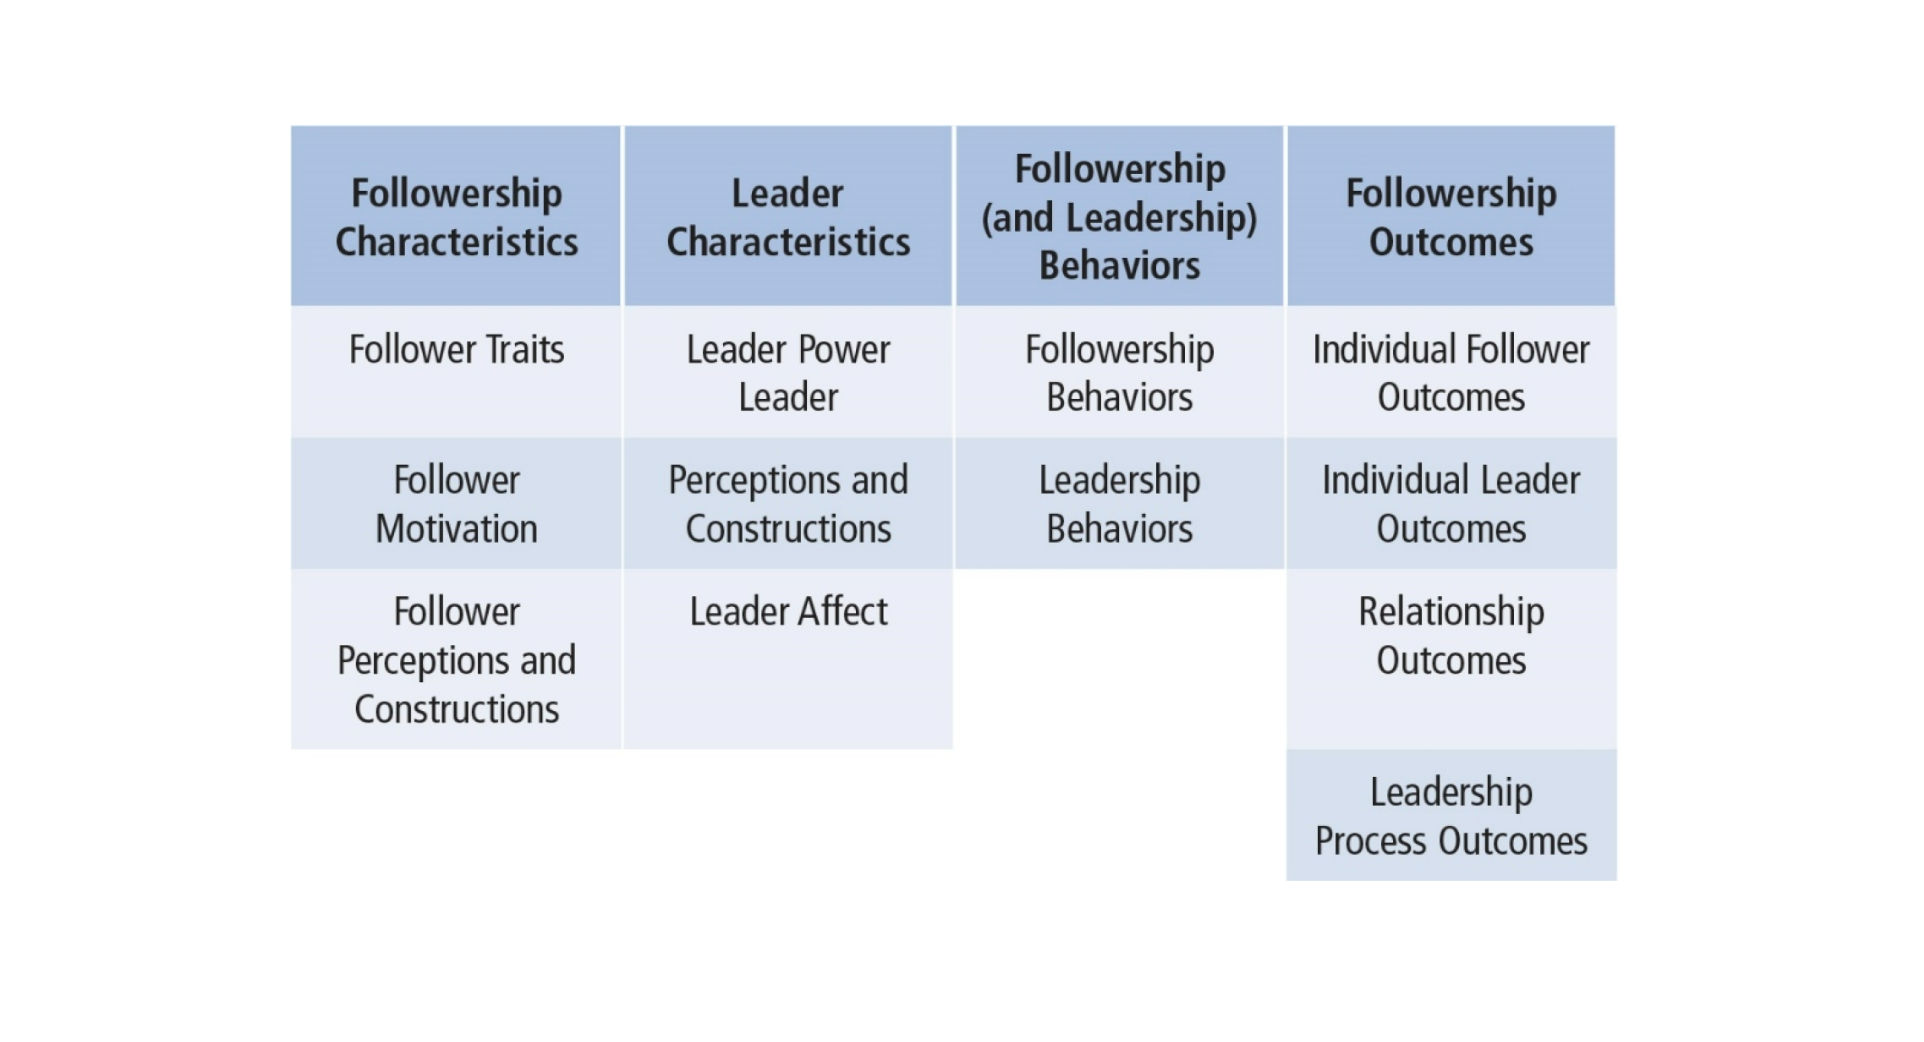 Followership
Characteristics
Leader
Characteristics
Followership
(and Leadership)
Behaviors
Followership
Outcomes
Follower Traits
Leader Power
Leader
Followership
Behaviors
Individual Follower
Outcomes
Follower
Motivation
Perceptions and
Constructions
Leadership
Behaviors
Individual Leader
Outcomes
Follower
Perceptions and
Constructions
Leader Affect
Relationship
Outcomes
Leadership
Process Outcomes